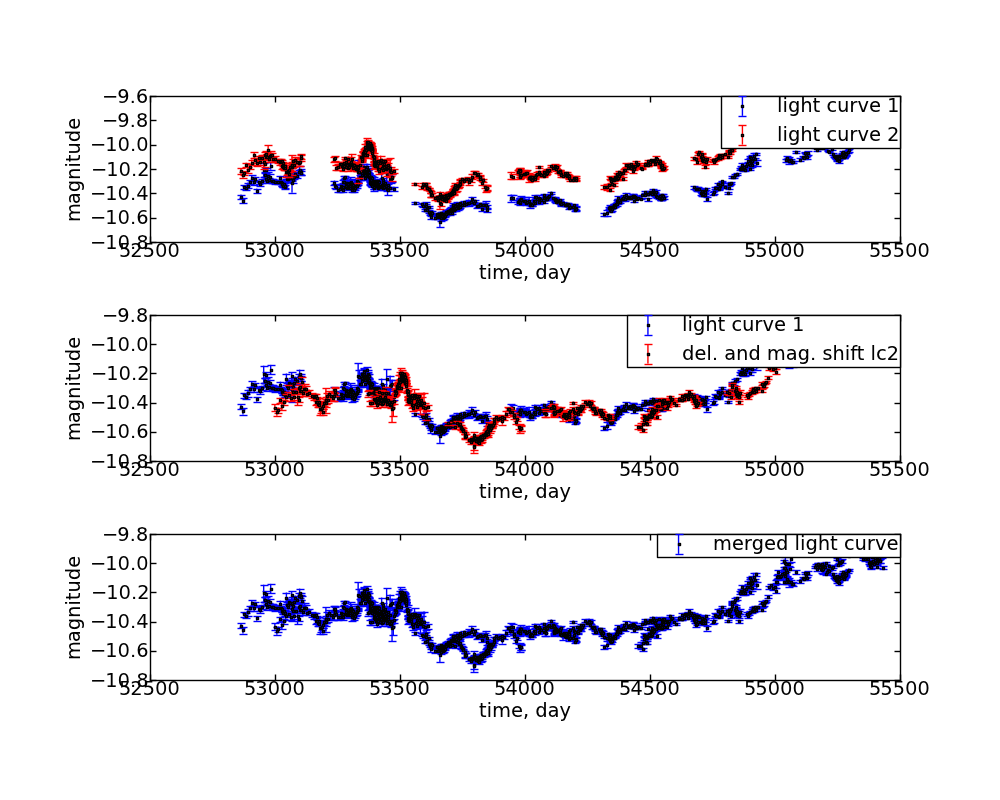 −9.6
−9.8
−10.0
−10.2
−10.4
−10.6
−10.8
magnitude
light curve 1
light curve 2
52500 53000 53500 54000 54500 55000 55500
time, day
−9.8
−10.0
−10.2
−10.4
−10.6
−10.8
magnitude
light curve 1
del. and mag. shift lc2
52500 53000 53500 54000 54500 55000 55500
time, day
−9.8
−10.0
−10.2
−10.4
−10.6
−10.8
magnitude
merged light curve
52500 53000 53500 54000 54500 55000 55500
time, day